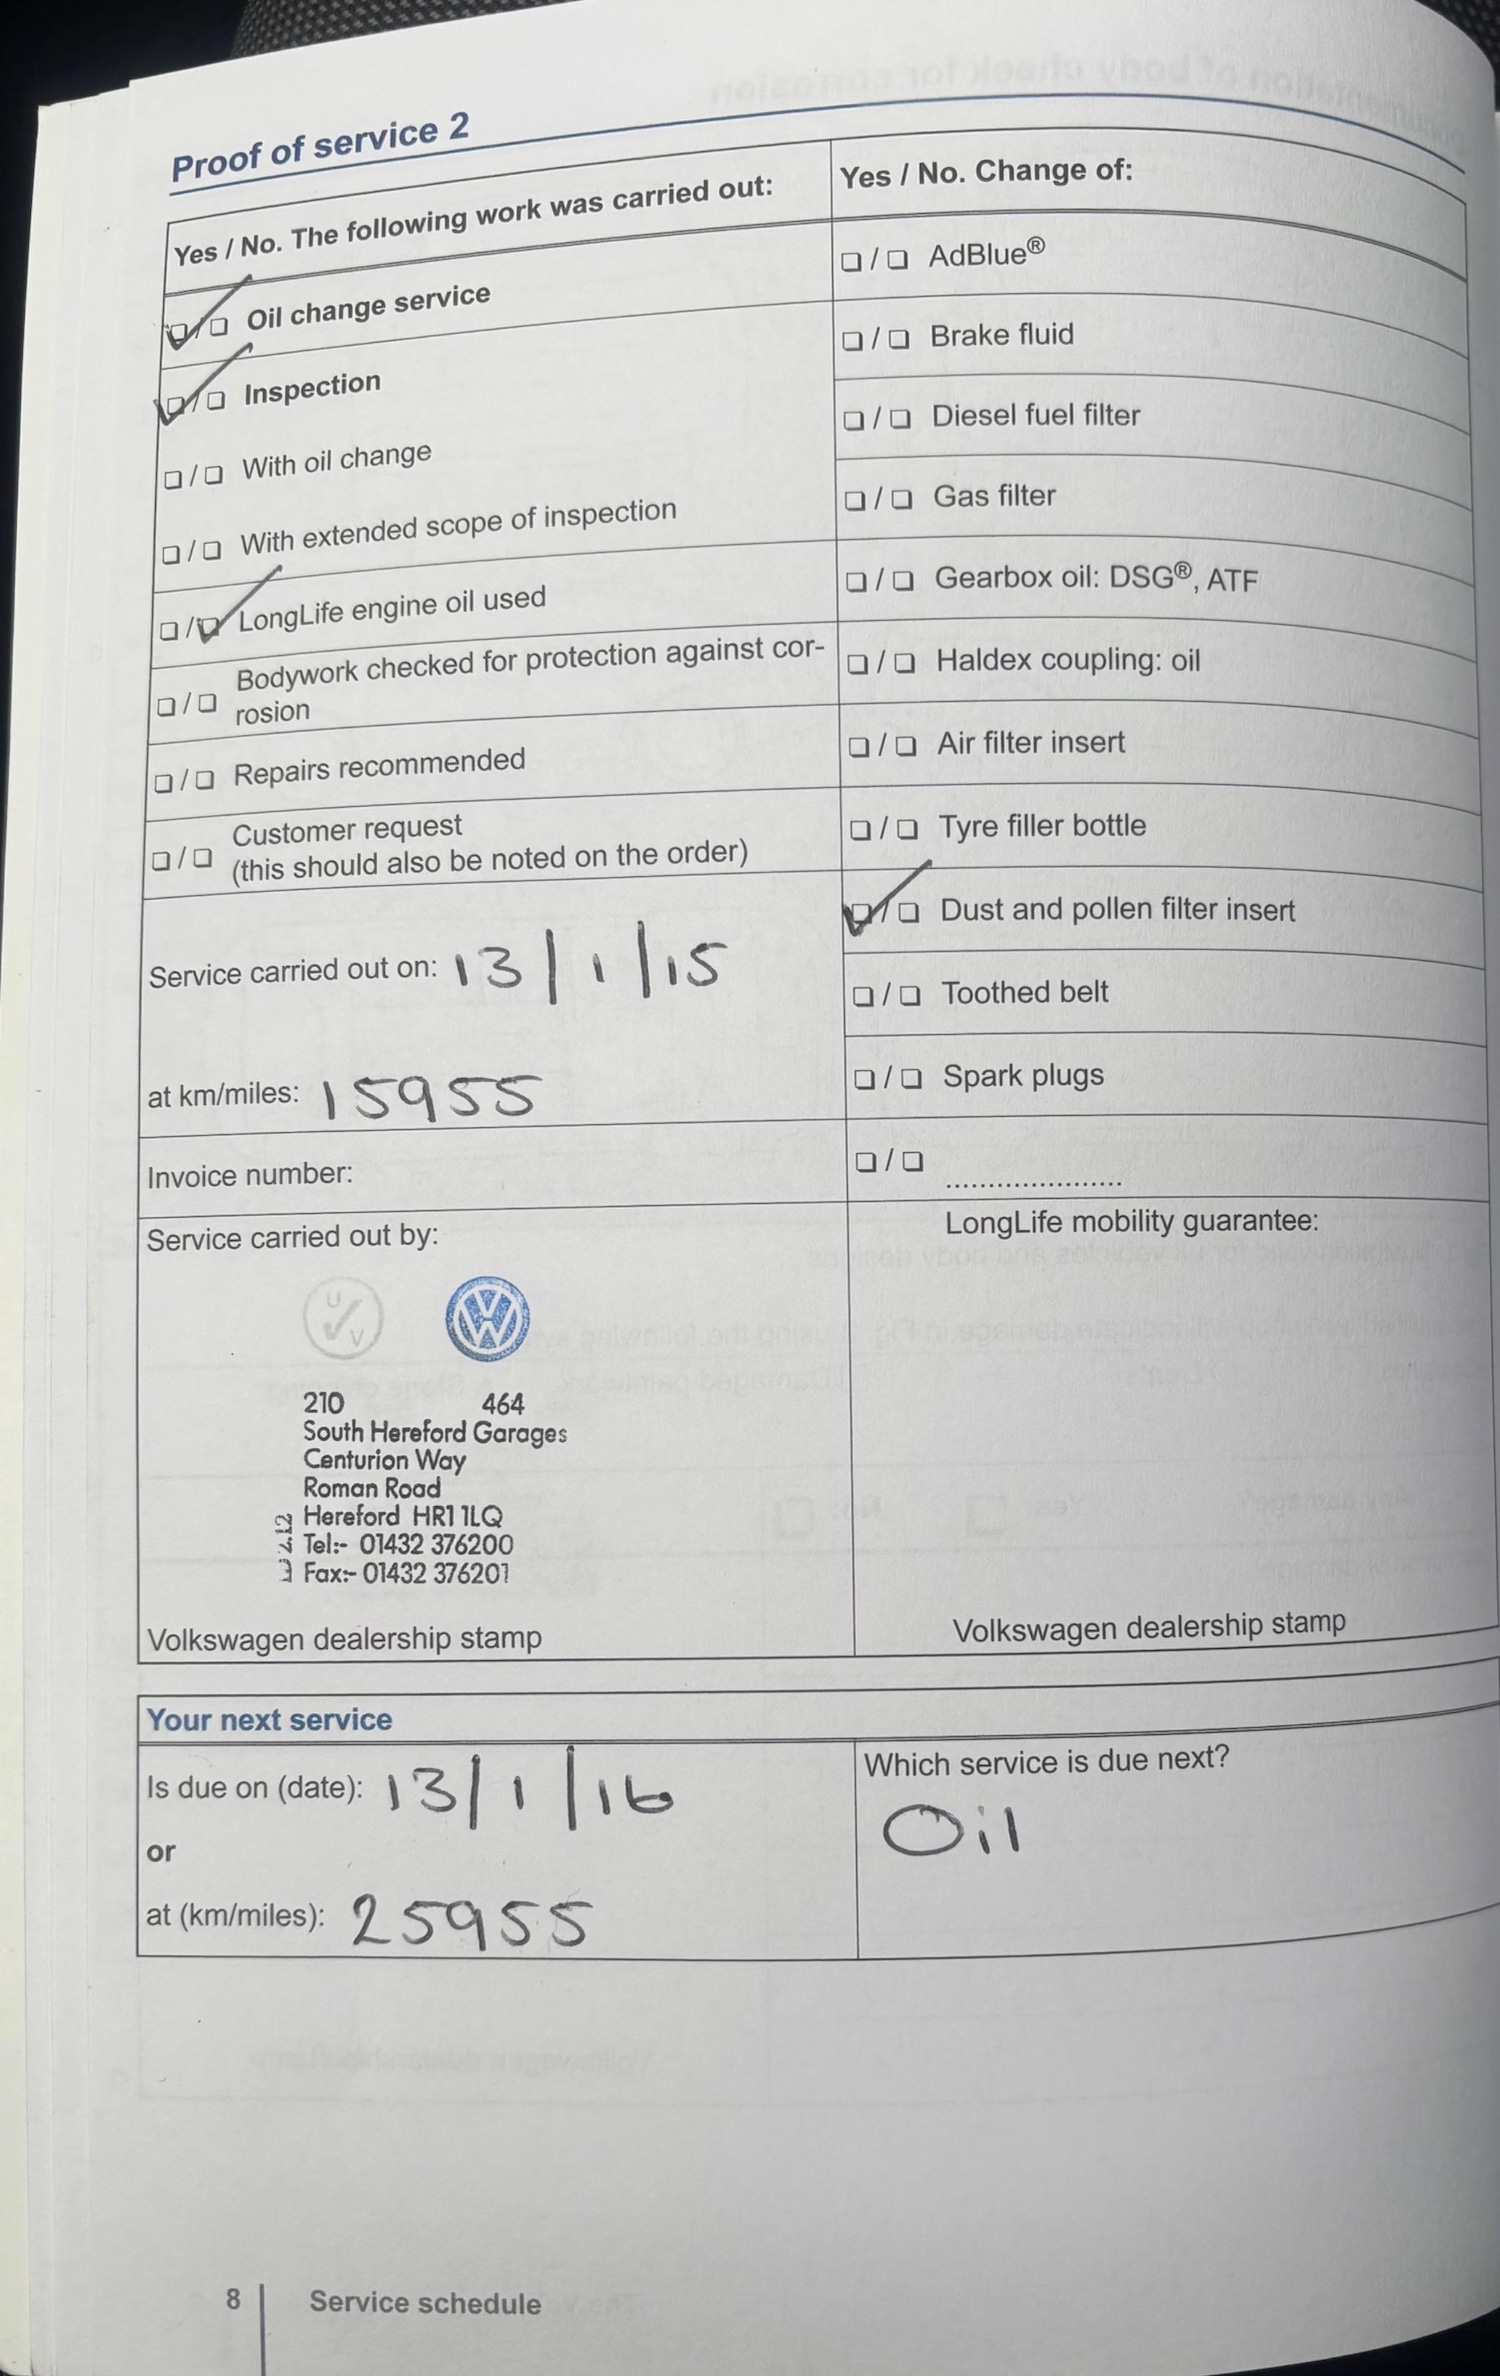 Proof of service 2
Yes / No. The following work was carried out:
Oil change service
Inspection
With oil change
With extended scope of inspection
LongLife engine oil used
Bodywork checked for protection against cor-
rosion
Repairs recommended
Customer request
(this should also be noted on the order)
Service carried out on: 13/1/15
at km/miles: 15955
Invoice number:
Yes / No. Change of:
AdBlue®
Brake fluid
Diesel fuel filter
Gas filter
Gearbox oil: DSG®, ATF
Haldex coupling: oil
Air filter insert
Tyre filler bottle
Dust and pollen filter insert
Toothed belt
Spark plugs
.....................
Service carried out by:
U V
VW
210 464
South Hereford Garages
Centurion Way
Roman Road
Hereford HR1 1LQ
Tel:- 01432 376200
Fax:- 01432 376201
Volkswagen dealership stamp
LongLife mobility guarantee:
Volkswagen dealership stamp
Your next service
Is due on (date): 13/1/16
or
at (km/miles): 25955
Which service is due next?
Oil
8 Service schedule